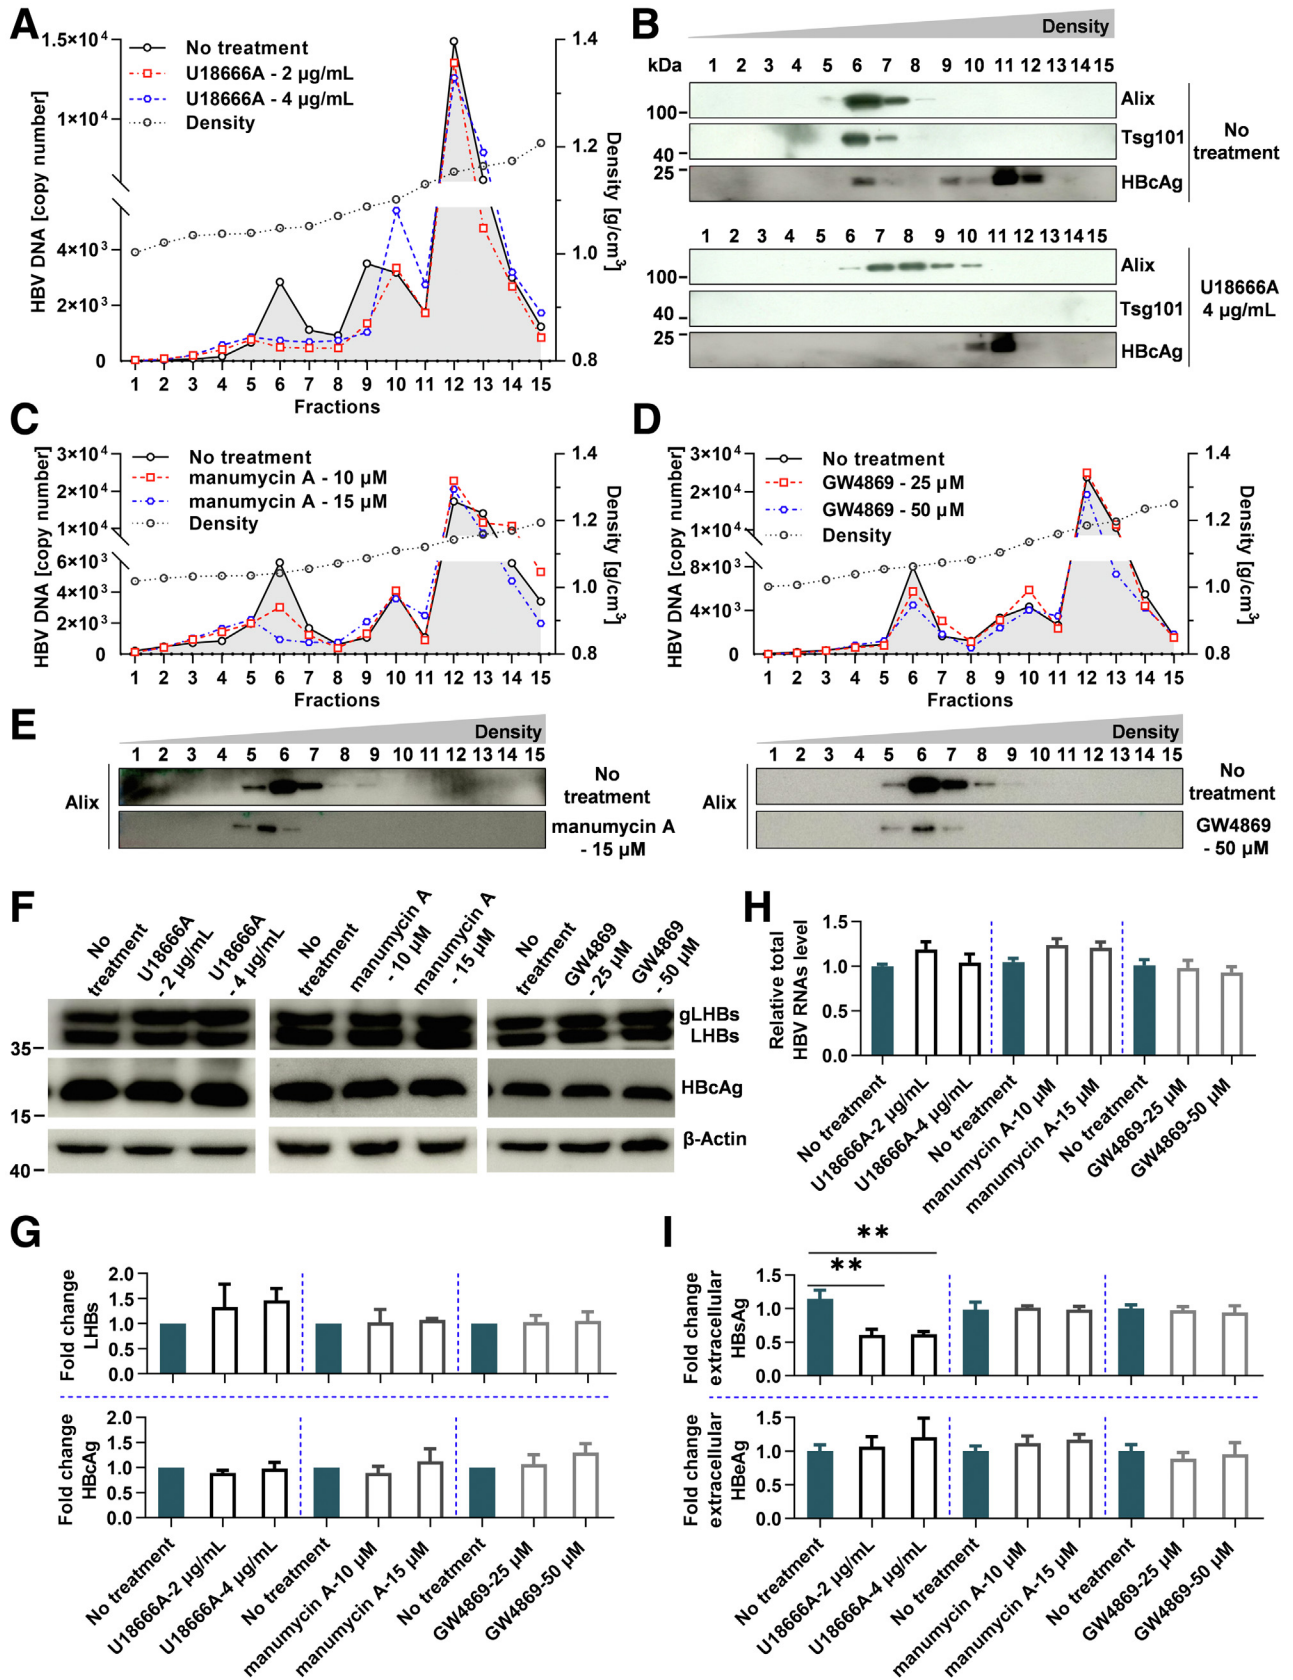 A
1.5×10⁴
1×10⁴
4×10³
2×10³
0
HBV DNA [copy number]
No treatment
U18666A - 2 µg/mL
U18666A - 4 µg/mL
Density
1.4
1.2
1.0
0.8
Density [g/cm³]
1 2 3 4 5 6 7 8 9 10 11 12 13 14 15
Fractions
B
Density
kDa 1 2 3 4 5 6 7 8 9 10 11 12 13 14 15
100
Alix
40
Tsg101
25
HBcAg
No
treatment
1 2 3 4 5 6 7 8 9 10 11 12 13 14 15
100
Alix
40
Tsg101
25
HBcAg
U18666A
4 µg/mL
C
3×10⁴
2×10⁴
1×10⁴
6×10³
4×10³
2×10³
0
HBV DNA [copy number]
No treatment
manumycin A - 10 µM
manumycin A - 15 µM
Density
1.4
1.2
1.0
0.8
Density [g/cm³]
1 2 3 4 5 6 7 8 9 10 11 12 13 14 15
Fractions
D
3×10⁴
2×10⁴
1×10⁴
8×10³
4×10³
0
HBV DNA [copy number]
No treatment
GW4869 - 25 µM
GW4869 - 50 µM
Density
1.4
1.2
1.0
0.8
Density [g/cm³]
1 2 3 4 5 6 7 8 9 10 11 12 13 14 15
Fractions
E
Density
1 2 3 4 5 6 7 8 9 10 11 12 13 14 15
Alix
No
treatment
manumycin A
- 15 µM
Density
1 2 3 4 5 6 7 8 9 10 11 12 13 14 15
Alix
No
treatment
GW4869
- 50 µM
F
No
treatment
U18666A
- 2 µg/mL
U18666A
- 4 µg/mL
No
treatment
manumycin A
- 10 µM
manumycin A
- 15 µM
No
treatment
GW4869
- 25 µM
GW4869
- 50 µM
gLHBs
LHBs
35
HBcAg
15
β-Actin
40
H
1.5
1.0
0.5
0.0
Relative total
HBV RNAs level
No treatment
U18666A-2 µg/mL
U18666A-4 µg/mL
No treatment
manumycin A-10 µM
manumycin A-15 µM
No treatment
GW4869-25 µM
GW4869-50 µM
G
2.0
1.5
1.0
0.5
0.0
Fold change
LHBs
2.0
1.5
1.0
0.5
0.0
Fold change
HBcAg
No treatment
U18666A-2 µg/mL
U18666A-4 µg/mL
No treatment
manumycin A-10 µM
manumycin A-15 µM
No treatment
GW4869-25 µM
GW4869-50 µM
I
**
**
1.5
1.0
0.5
0.0
Fold change
extracellular
HBsAg
1.5
1.0
0.5
0.0
Fold change
extracellular
HBeAg
No treatment
U18666A-2 µg/mL
U18666A-4 µg/mL
No treatment
manumycin A-10 µM
manumycin A-15 µM
No treatment
GW4869-25 µM
GW4869-50 µM